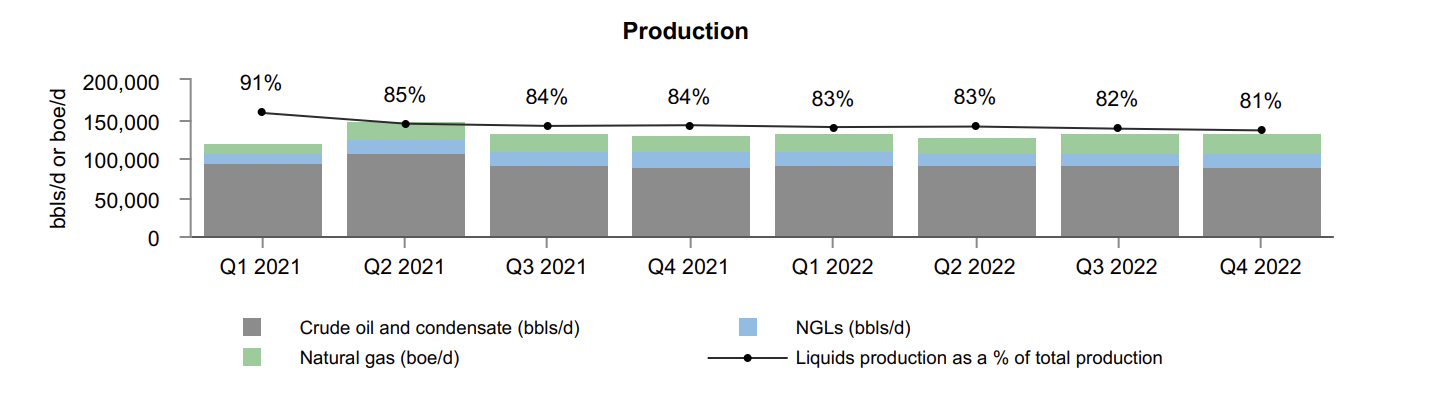 Production
bbls/d or boe/d
200,000
150,000
100,000
50,000
0
91%
85%
84%
84%
83%
83%
82%
81%
Q1 2021
Q2 2021
Q3 2021
Q4 2021
Q1 2022
Q2 2022
Q3 2022
Q4 2022
Crude oil and condensate (bbls/d)
NGLs (bbls/d)
Natural gas (boe/d)
Liquids production as a % of total production